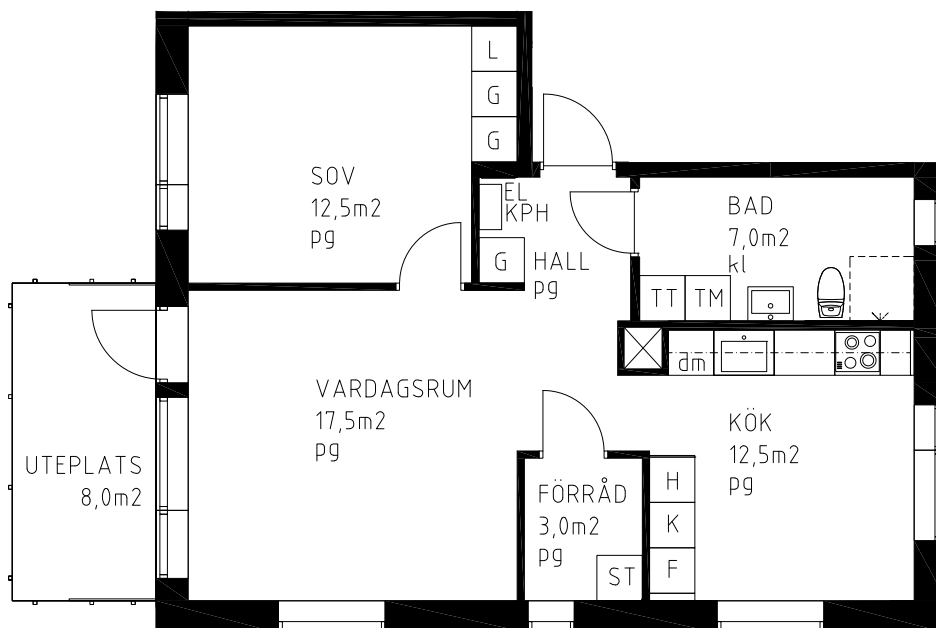 L
G
G
SOV
12,5m2
pg
EL
KPH
G
HALL
pg
BAD
7,0m2
kl
TT
TM
dm
VARDAGSRUM
17,5m2
pg
KÖK
12,5m2
pg
UTEPLATS
8,0m2
FÖRRÅD
3,0m2
pg
ST
H
K
F